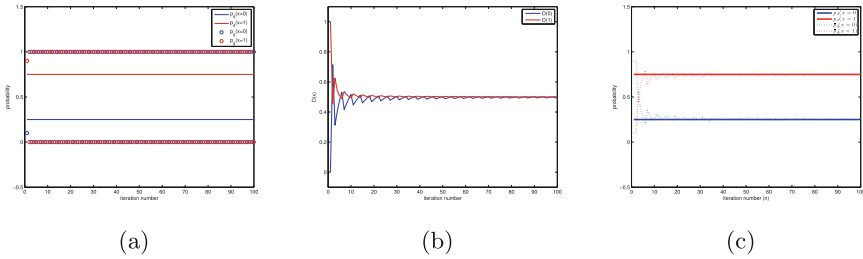 1.5
1
0.5
0
−0.5
probability
0 10 20 30 40 50 60 70 80 90 100
iteration number
p_d(x=0)
p_d(x=1)
p_g(x=0)
p_g(x=1)
(a)
1
0.8
0.6
0.4
0.2
0
D(x)
0 10 20 30 40 50 60 70 80 90 100
iteration number
D(0)
D(1)
(b)
1.5
1
0.5
0
−0.5
probability
0 10 20 30 40 50 60 70 80 90 100
iteration number (n)
(c)